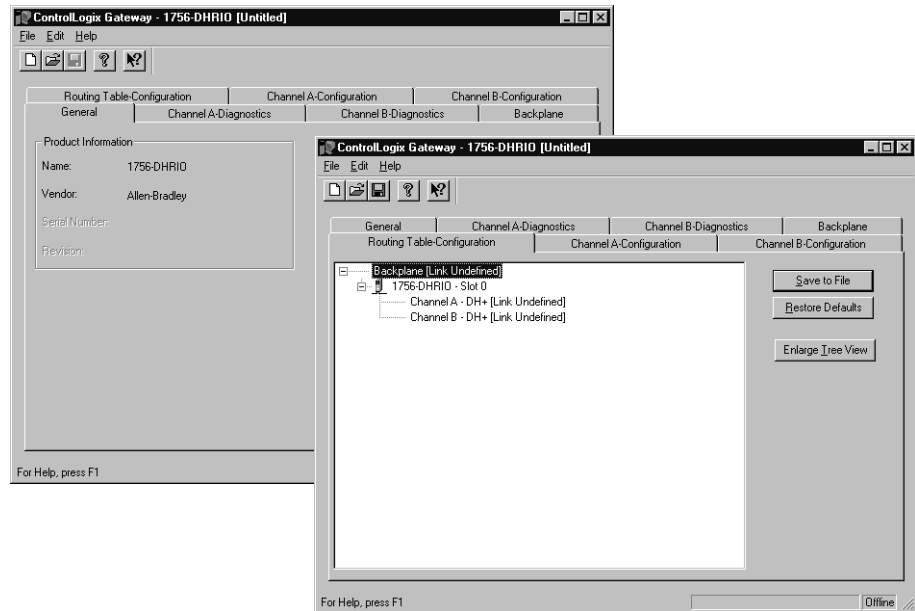 ControlLogix Gateway - 1756-DHRIO [Untitled]
File Edit Help
Routing Table-Configuration Channel A-Configuration Channel B-Configuration
General Channel A-Diagnostics Channel B-Diagnostics Backplane
Product Information
Name: 1756-DHRIO
Vendor: Allen-Bradley
Serial Number:
Revision:
For Help, press F1
ControlLogix Gateway - 1756-DHRIO [Untitled]
File Edit Help
General Channel A-Diagnostics Channel B-Diagnostics Backplane
Routing Table-Configuration Channel A-Configuration Channel B-Configuration
Backplane [Link Undefined]
1756-DHRIO - Slot 0
Channel A - DH+ [Link Undefined]
Channel B - DH+ [Link Undefined]
Save to File
Restore Defaults
Enlarge Tree View
For Help, press F1
Offline